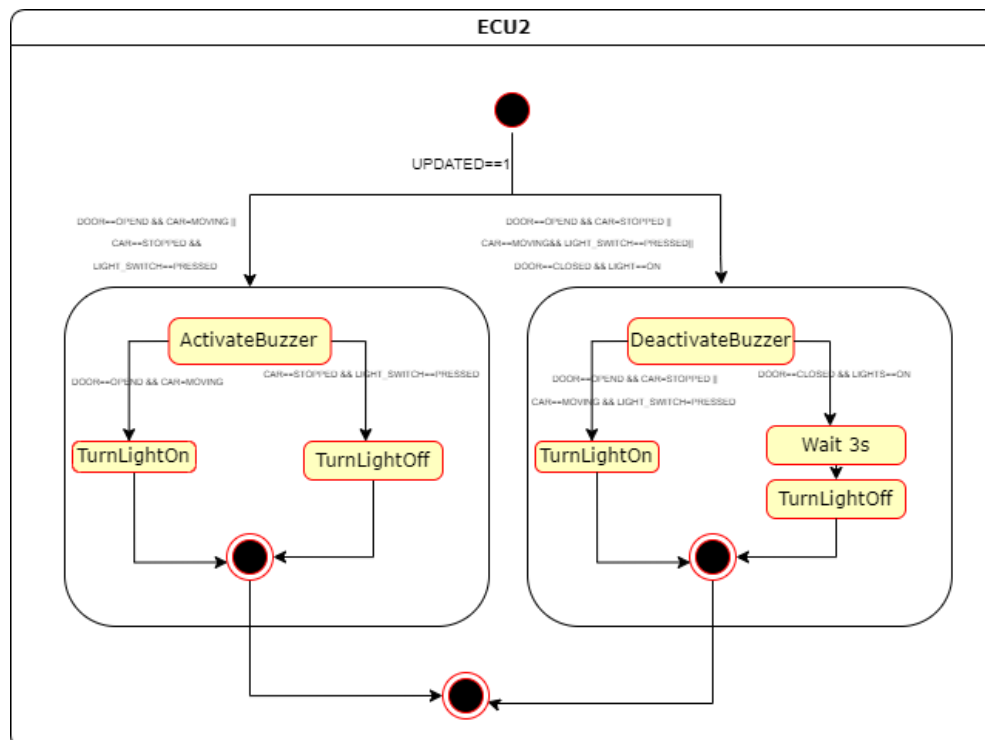 ECU2
UPDATED==1
DOOR==OPEND && CAR=MOVING ||
CAR==STOPPED &&
LIGHT_SWITCH==PRESSED
DOOR==OPEND && CAR=STOPPED ||
CAR==MOVING&& LIGHT_SWITCH==PRESSED||
DOOR==CLOSED && LIGHT==ON
ActivateBuzzer
DOOR==OPEND && CAR=MOVING
CAR==STOPPED && LIGHT_SWITCH==PRESSED
TurnLightOn
TurnLightOff
DeactivateBuzzer
DOOR==OPEND && CAR=STOPPED ||
CAR==MOVING && LIGHT_SWITCH=PRESSED
DOOR==CLOSED && LIGHTS==ON
TurnLightOn
Wait 3s
TurnLightOff